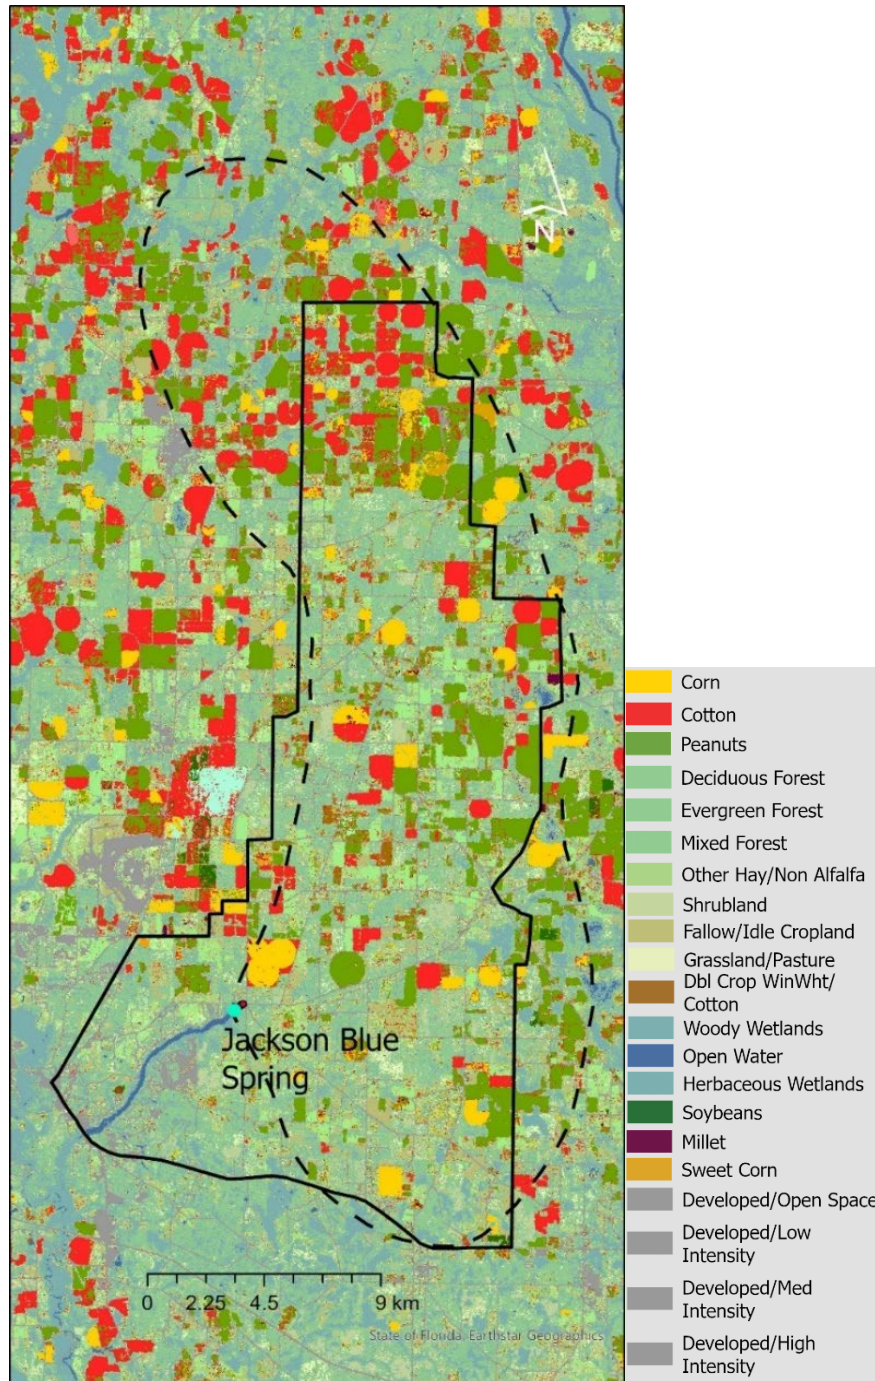 N
Jackson Blue
Spring
0 2.25 4.5 9 km
State of Florida, Earthstar Geographics
Corn
Cotton
Peanuts
Deciduous Forest
Evergreen Forest
Mixed Forest
Other Hay/Non Alfalfa
Shrubland
Fallow/Idle Cropland
Grassland/Pasture
Dbl Crop WinWht/
Cotton
Woody Wetlands
Open Water
Herbaceous Wetlands
Soybeans
Millet
Sweet Corn
Developed/Open Space
Developed/Low
Intensity
Developed/Med
Intensity
Developed/High
Intensity